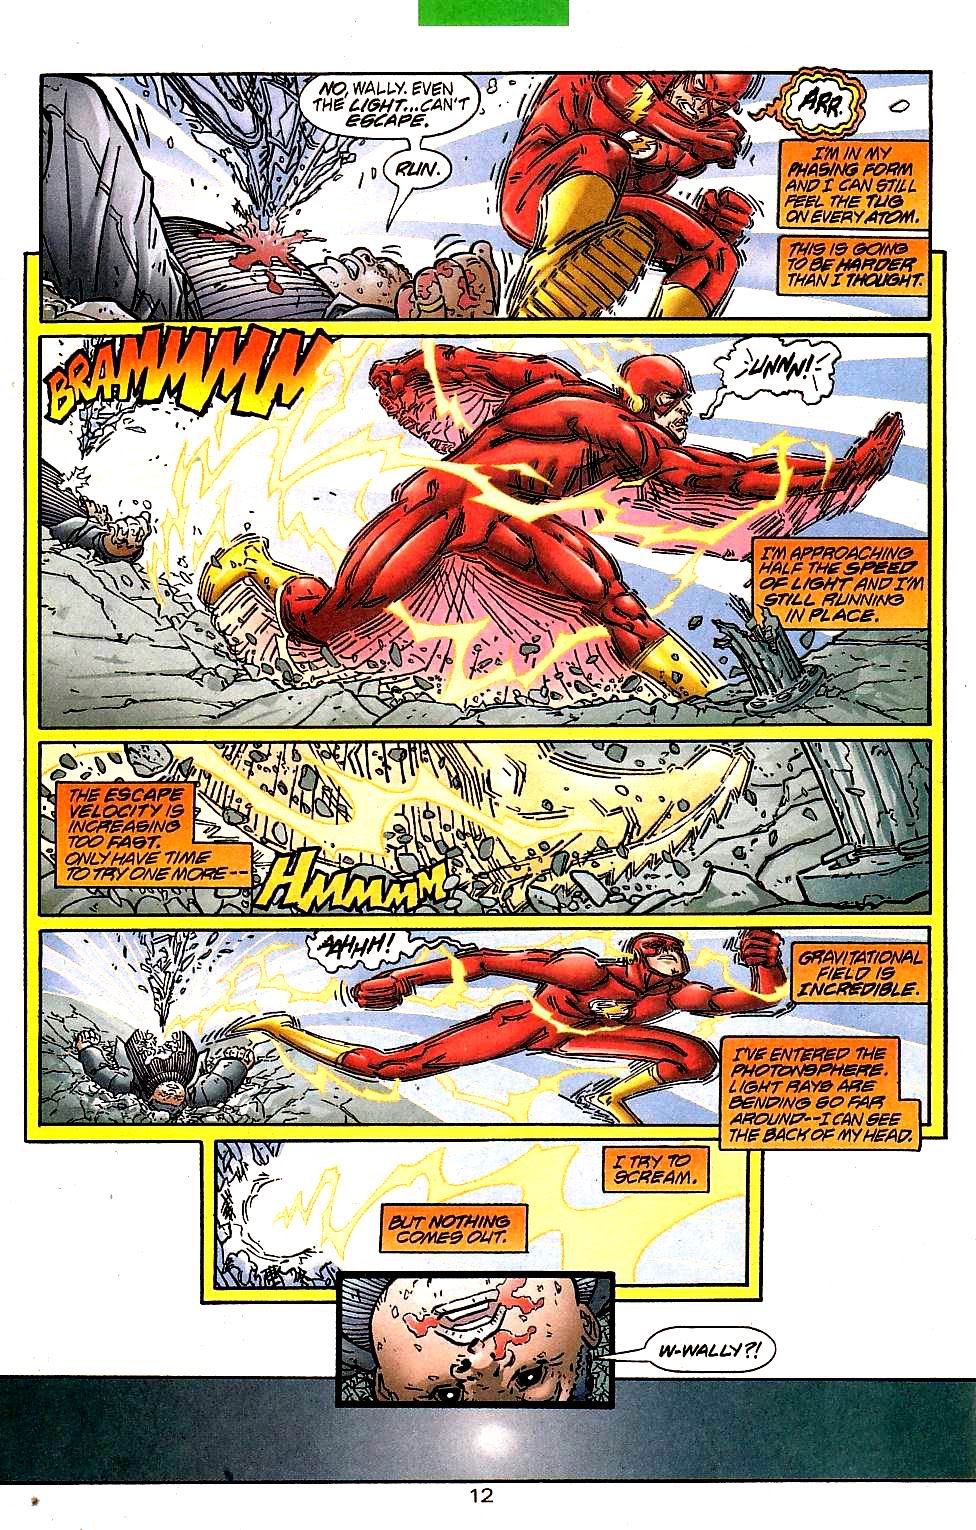 NO, WALLY. EVEN
THE LIGHT...CAN'T
ESCAPE.
RUN.
ARR.
I'M IN MY
PHASING FORM
AND I CAN STILL
FEEL THE TUG
ON EVERY ATOM.
THIS IS GOING
TO BE HARDER
THAN I THOUGHT.
BRAMMMMM
UNNN!
I'M APPROACHING
HALF THE SPEED
OF LIGHT AND I'M
STILL RUNNING
IN PLACE.
THE ESCAPE
VELOCITY IS
INCREASING
TOO FAST.
ONLY HAVE TIME
TO TRY ONE MORE--
HMMMMM
AAHHH!
GRAVITATIONAL
FIELD IS
INCREDIBLE.
I'VE ENTERED THE
PHOTONSPHERE.
LIGHT RAYS ARE
BENDING SO FAR
AROUND--I CAN SEE
THE BACK OF MY HEAD.
I TRY TO
SCREAM.
BUT NOTHING
COMES OUT.
W-WALLY?!
12